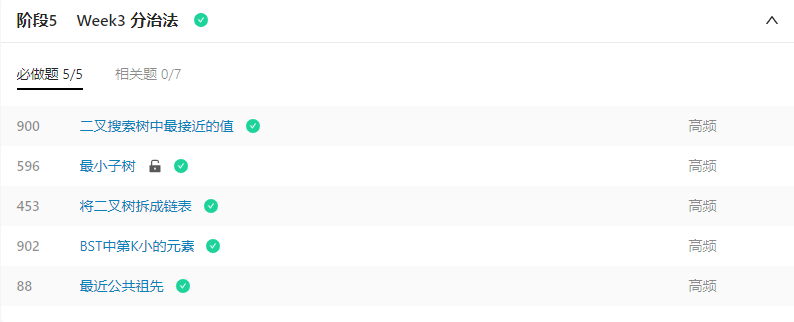 阶段5 Week3 分治法
必做题 5/5 相关题 0/7
900 二叉搜索树中最接近的值 高频
596 最小子树 高频
453 将二叉树拆成链表 高频
902 BST中第K小的元素 高频
88 最近公共祖先 高频